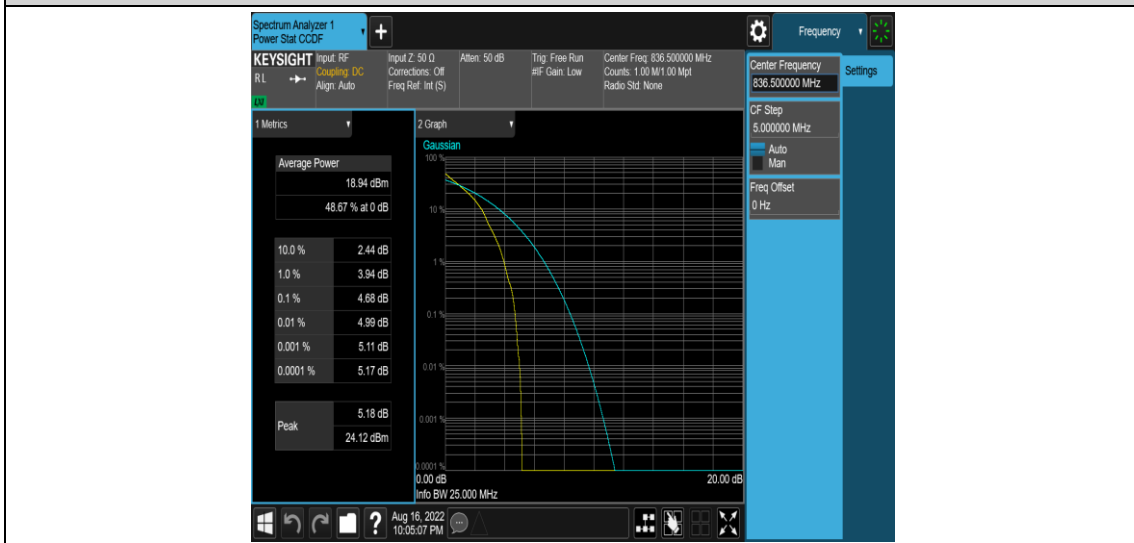 Spectrum Analyzer 1
Power Stat CCDF
+
Frequency
KEYSIGHT
RL
LXI
Input: RF
Coupling: DC
Align: Auto
Input Z: 50 Ω
Corrections: Off
Freq Ref: Int (S)
Atten: 50 dB
Trig: Free Run
#IF Gain: Low
Center Freq: 836.500000 MHz
Counts: 1.00 M/1.00 Mpt
Radio Std: None
Center Frequency
836.500000 MHz
Settings
CF Step
5.000000 MHz
Auto
Man
Freq Offset
0 Hz
1 Metrics
Average Power
18.94 dBm
48.67 % at 0 dB
10.0 % 2.44 dB
1.0 % 3.94 dB
0.1 % 4.68 dB
0.01 % 4.99 dB
0.001 % 5.11 dB
0.0001 % 5.17 dB
Peak
5.18 dB
24.12 dBm
2 Graph
Gaussian
100 %
10 %
1 %
0.1 %
0.01 %
0.001 %
0.0001 %
0.00 dB 20.00 dB
Info BW 25.000 MHz
?
Aug 16, 2022
10:05:07 PM